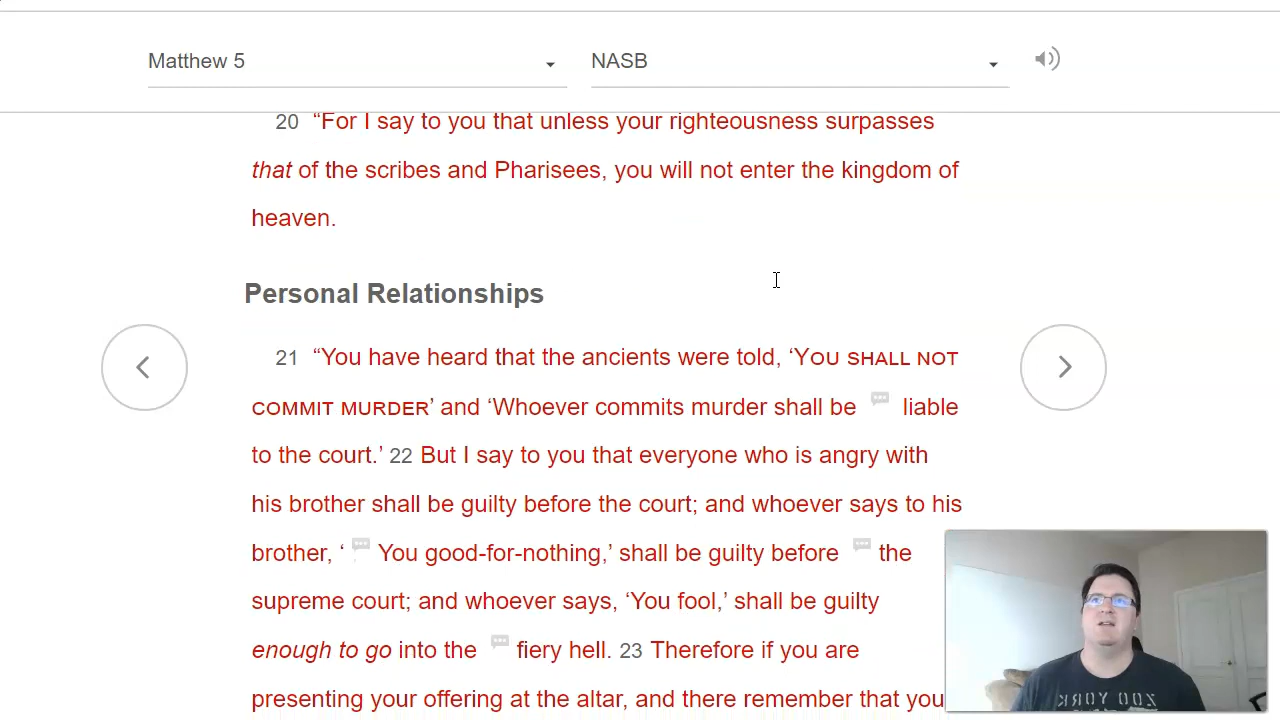 Matthew 5
NASB
20 “For I say to you that unless your righteousness surpasses
that of the scribes and Pharisees, you will not enter the kingdom of
heaven.
Personal Relationships
21 “You have heard that the ancients were told, ‘YOU SHALL NOT
COMMIT MURDER’ and ‘Whoever commits murder shall be liable
to the court.’ 22 But I say to you that everyone who is angry with
his brother shall be guilty before the court; and whoever says to his
brother, ‘ You good-for-nothing,’ shall be guilty before the
supreme court; and whoever says, ‘You fool,’ shall be guilty
enough to go into the fiery hell. 23 Therefore if you are
presenting your offering at the altar, and there remember that you
ZOO YORK